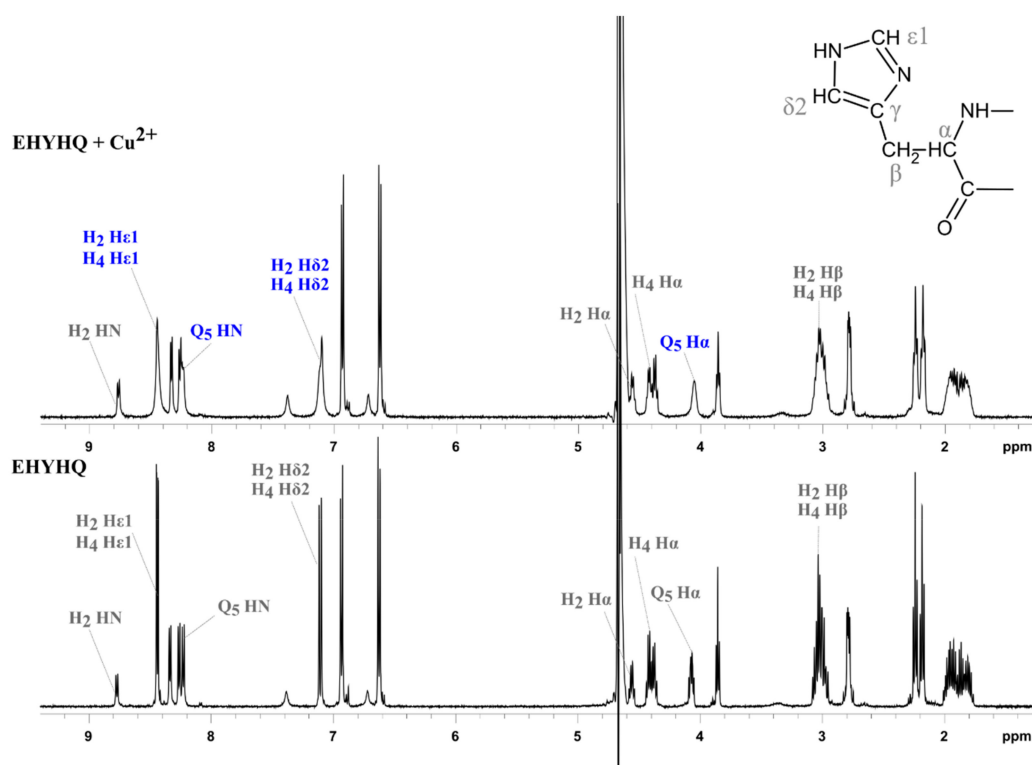 CH ε1
HN
N
HC
δ2
γ
NH
α
CH2
HC
β
C
O
EHYHQ + Cu2+
H2 Hε1
H4 Hε1
H2 HN
Q5 HN
H2 Hδ2
H4 Hδ2
H2 Hα
H4 Hα
Q5 Hα
H2 Hβ
H4 Hβ
9 8 7 6 5 4 3 2 ppm
EHYHQ
H2 Hε1
H4 Hε1
H2 HN
Q5 HN
H2 Hδ2
H4 Hδ2
H2 Hα
H4 Hα
Q5 Hα
H2 Hβ
H4 Hβ
9 8 7 6 5 4 3 2 ppm